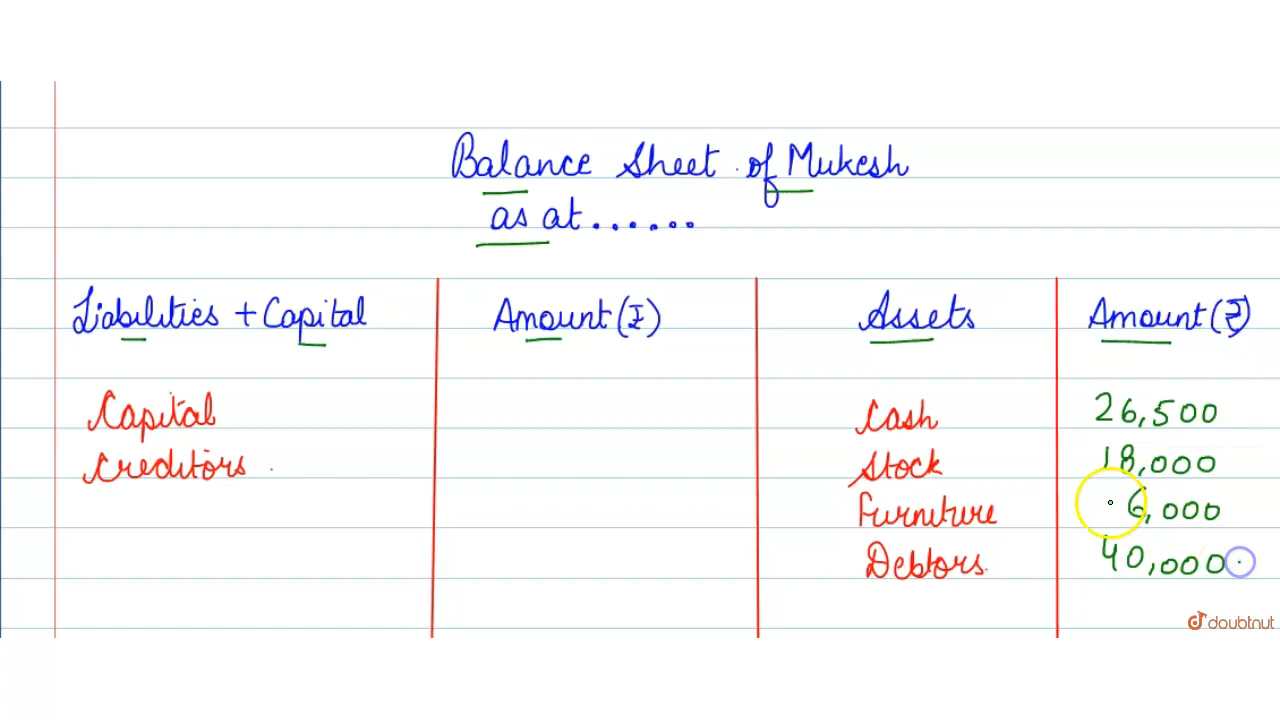 Balance Sheet of Mukesh
as at......
Liabilities + Capital Amount (₹) Assets Amount (₹)
Capital Cash 26,500
Creditors Stock 18,000
Furniture 6,000
Debtors 40,000
doubtnut